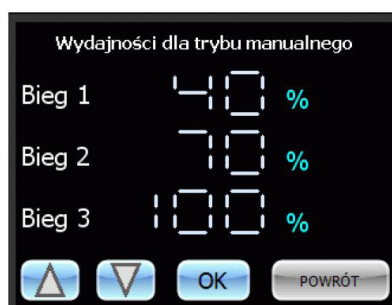 Wydajności dla trybu manualnego
Bieg 1 40 %
Bieg 2 70 %
Bieg 3 100 %
OK POWRÓT